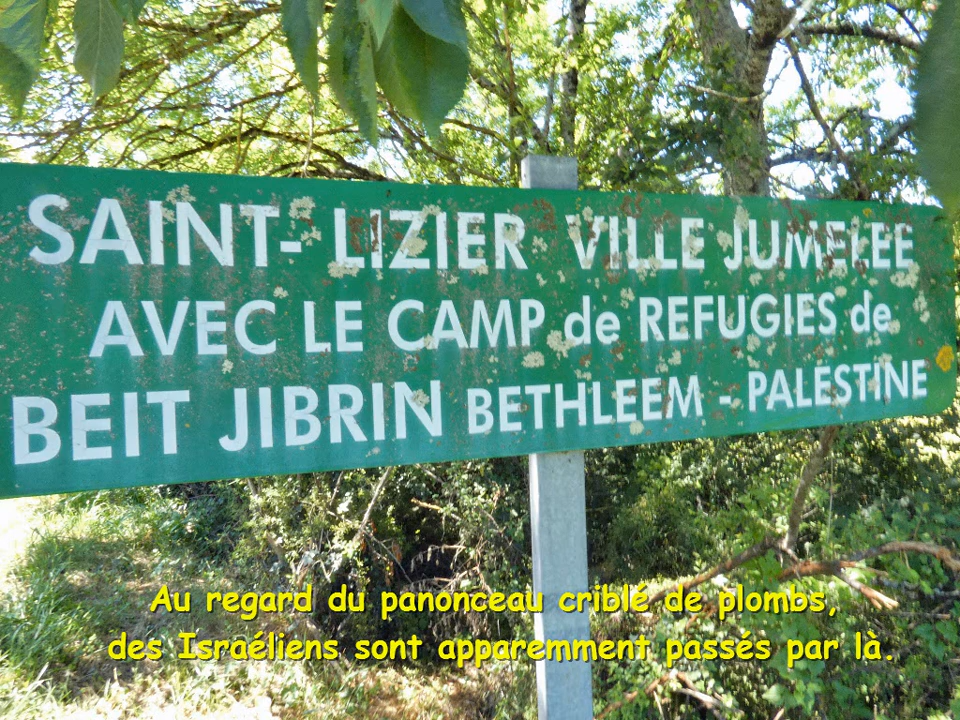 SAINT- LIZIER VILLE JUMELEE
AVEC LE CAMP de REFUGIES de
BEIT JIBRIN BETHLEEM - PALESTINE
Au regard du panonceau criblé de plombs,
des Israéliens sont apparemment passés par là.